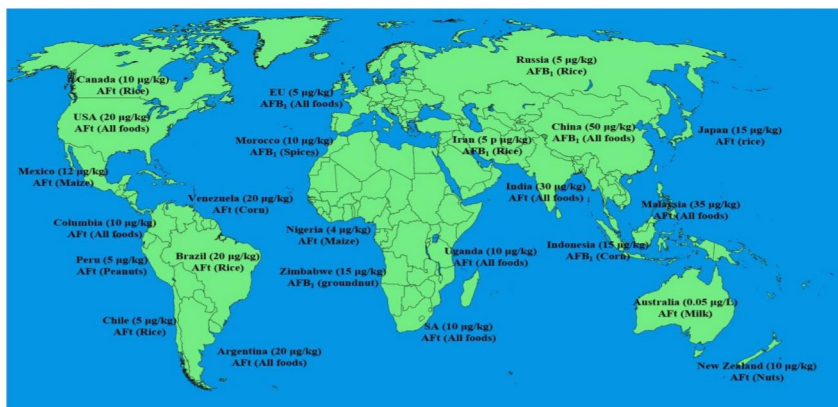 Canada (10 µg/kg)
AFt (Rice)
USA (20 µg/kg)
AFt (All foods)
Mexico (12 µg/kg)
AFt (Maize)
Venezuela (20 µg/kg)
AFt (Corn)
Columbia (10 µg/kg)
AFt (All foods)
Peru (5 µg/kg)
AFt (Peanuts)
Brazil (20 µg/kg)
AFt (Rice)
Chile (5 µg/kg)
AFt (Rice)
Argentina (20 µg/kg)
AFt (All foods)
EU (5 µg/kg)
AFB₁ (All foods)
Morocco (10 µg/kg)
AFB₁ (Spices)
Nigeria (4 µg/kg)
AFt (Maize)
Zimbabwe (15 µg/kg)
AFB₁ (groundnut)
Uganda (10 µg/kg)
AFt (All foods)
SA (10 µg/kg)
AFt (All foods)
Russia (5 µg/kg)
AFB₁ (Rice)
Iran (5 p µg/kg)
AFB₁ (Rice)
China (50 µg/kg)
AFB₁ (All foods)
Japan (15 µg/kg)
AFt (rice)
India (30 µg/kg)
AFt (All foods)
Malaysia (35 µg/kg)
AFt (All foods)
Indonesia (15 µg/kg)
AFB₁ (Corn)
Australia (0.05 µg/L)
AFt (Milk)
New Zealand (10 µg/kg)
AFt (Nuts)